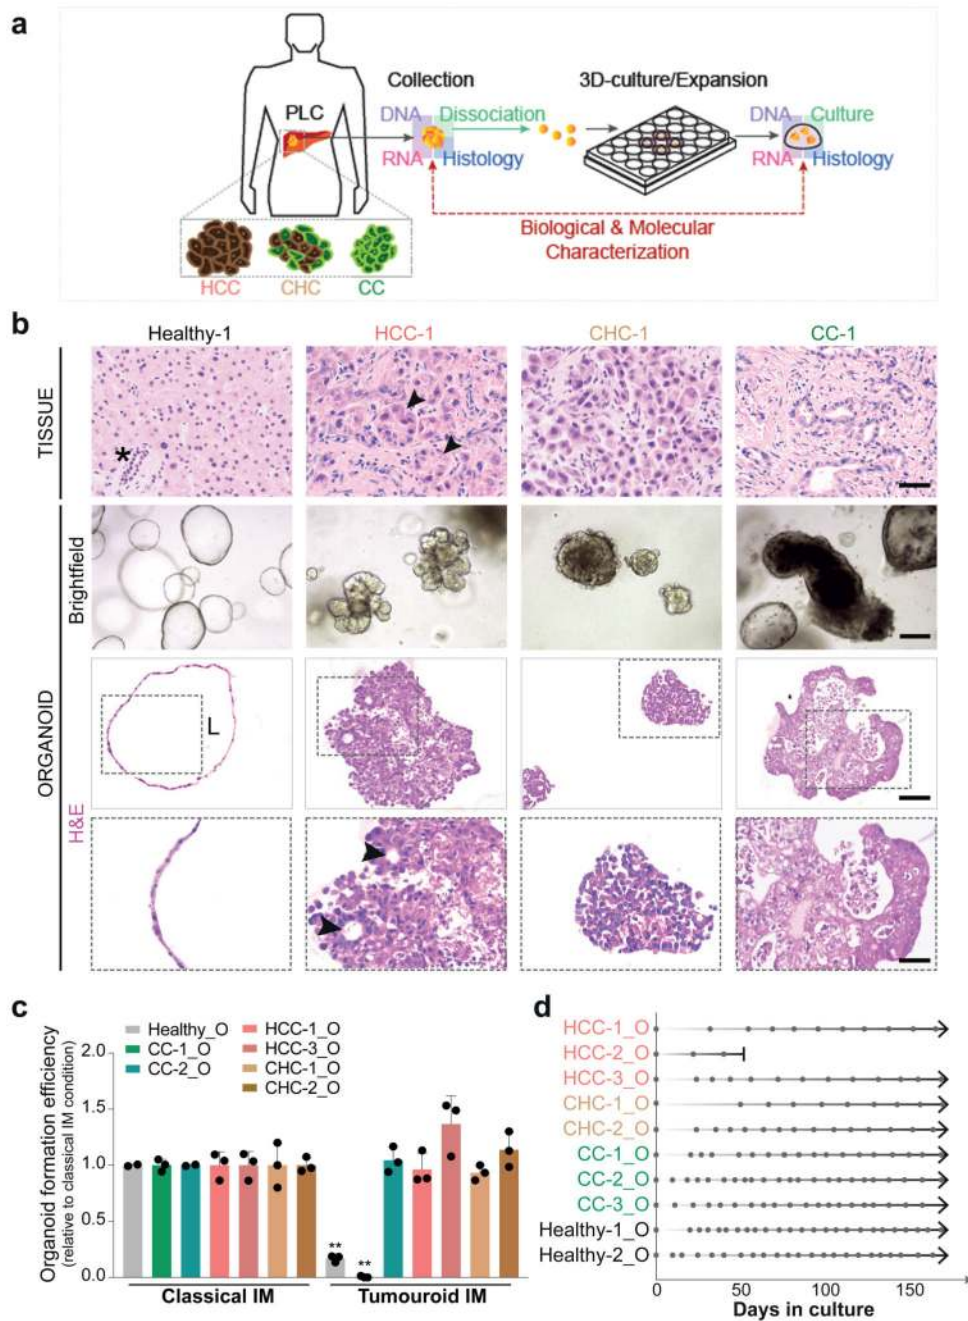 a
Collection
3D-culture/Expansion
PLC
DNA
Dissociation
DNA
Culture
RNA
Histology
RNA
Histology
Biological & Molecular
Characterization
HCC
CHC
CC
b
Healthy-1
HCC-1
CHC-1
CC-1
TISSUE
*
Brightfield
ORGANOID
H&E
L
c
Organoid formation efficiency
(relative to classical IM condition)
Healthy_O
CC-1_O
CC-2_O
HCC-1_O
HCC-3_O
CHC-1_O
CHC-2_O
2.0
1.5
1.0
0.5
0.0
**
**
Classical IM
Tumouroid IM
d
HCC-1_O
HCC-2_O
HCC-3_O
CHC-1_O
CHC-2_O
CC-1_O
CC-2_O
CC-3_O
Healthy-1_O
Healthy-2_O
0
50
100
150
Days in culture